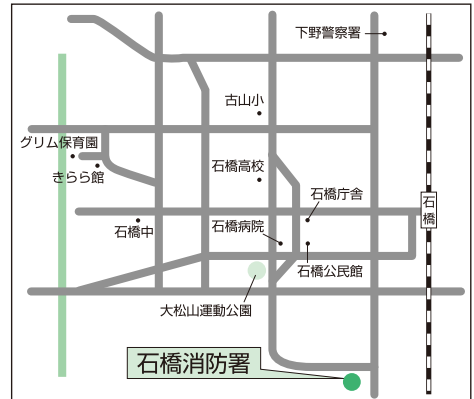 下野警察署
古山小
グリム保育園
石橋高校
きらら館
石橋庁舎
石橋
石橋病院
石橋中
石橋公民館
大松山運動公園
石橋消防署